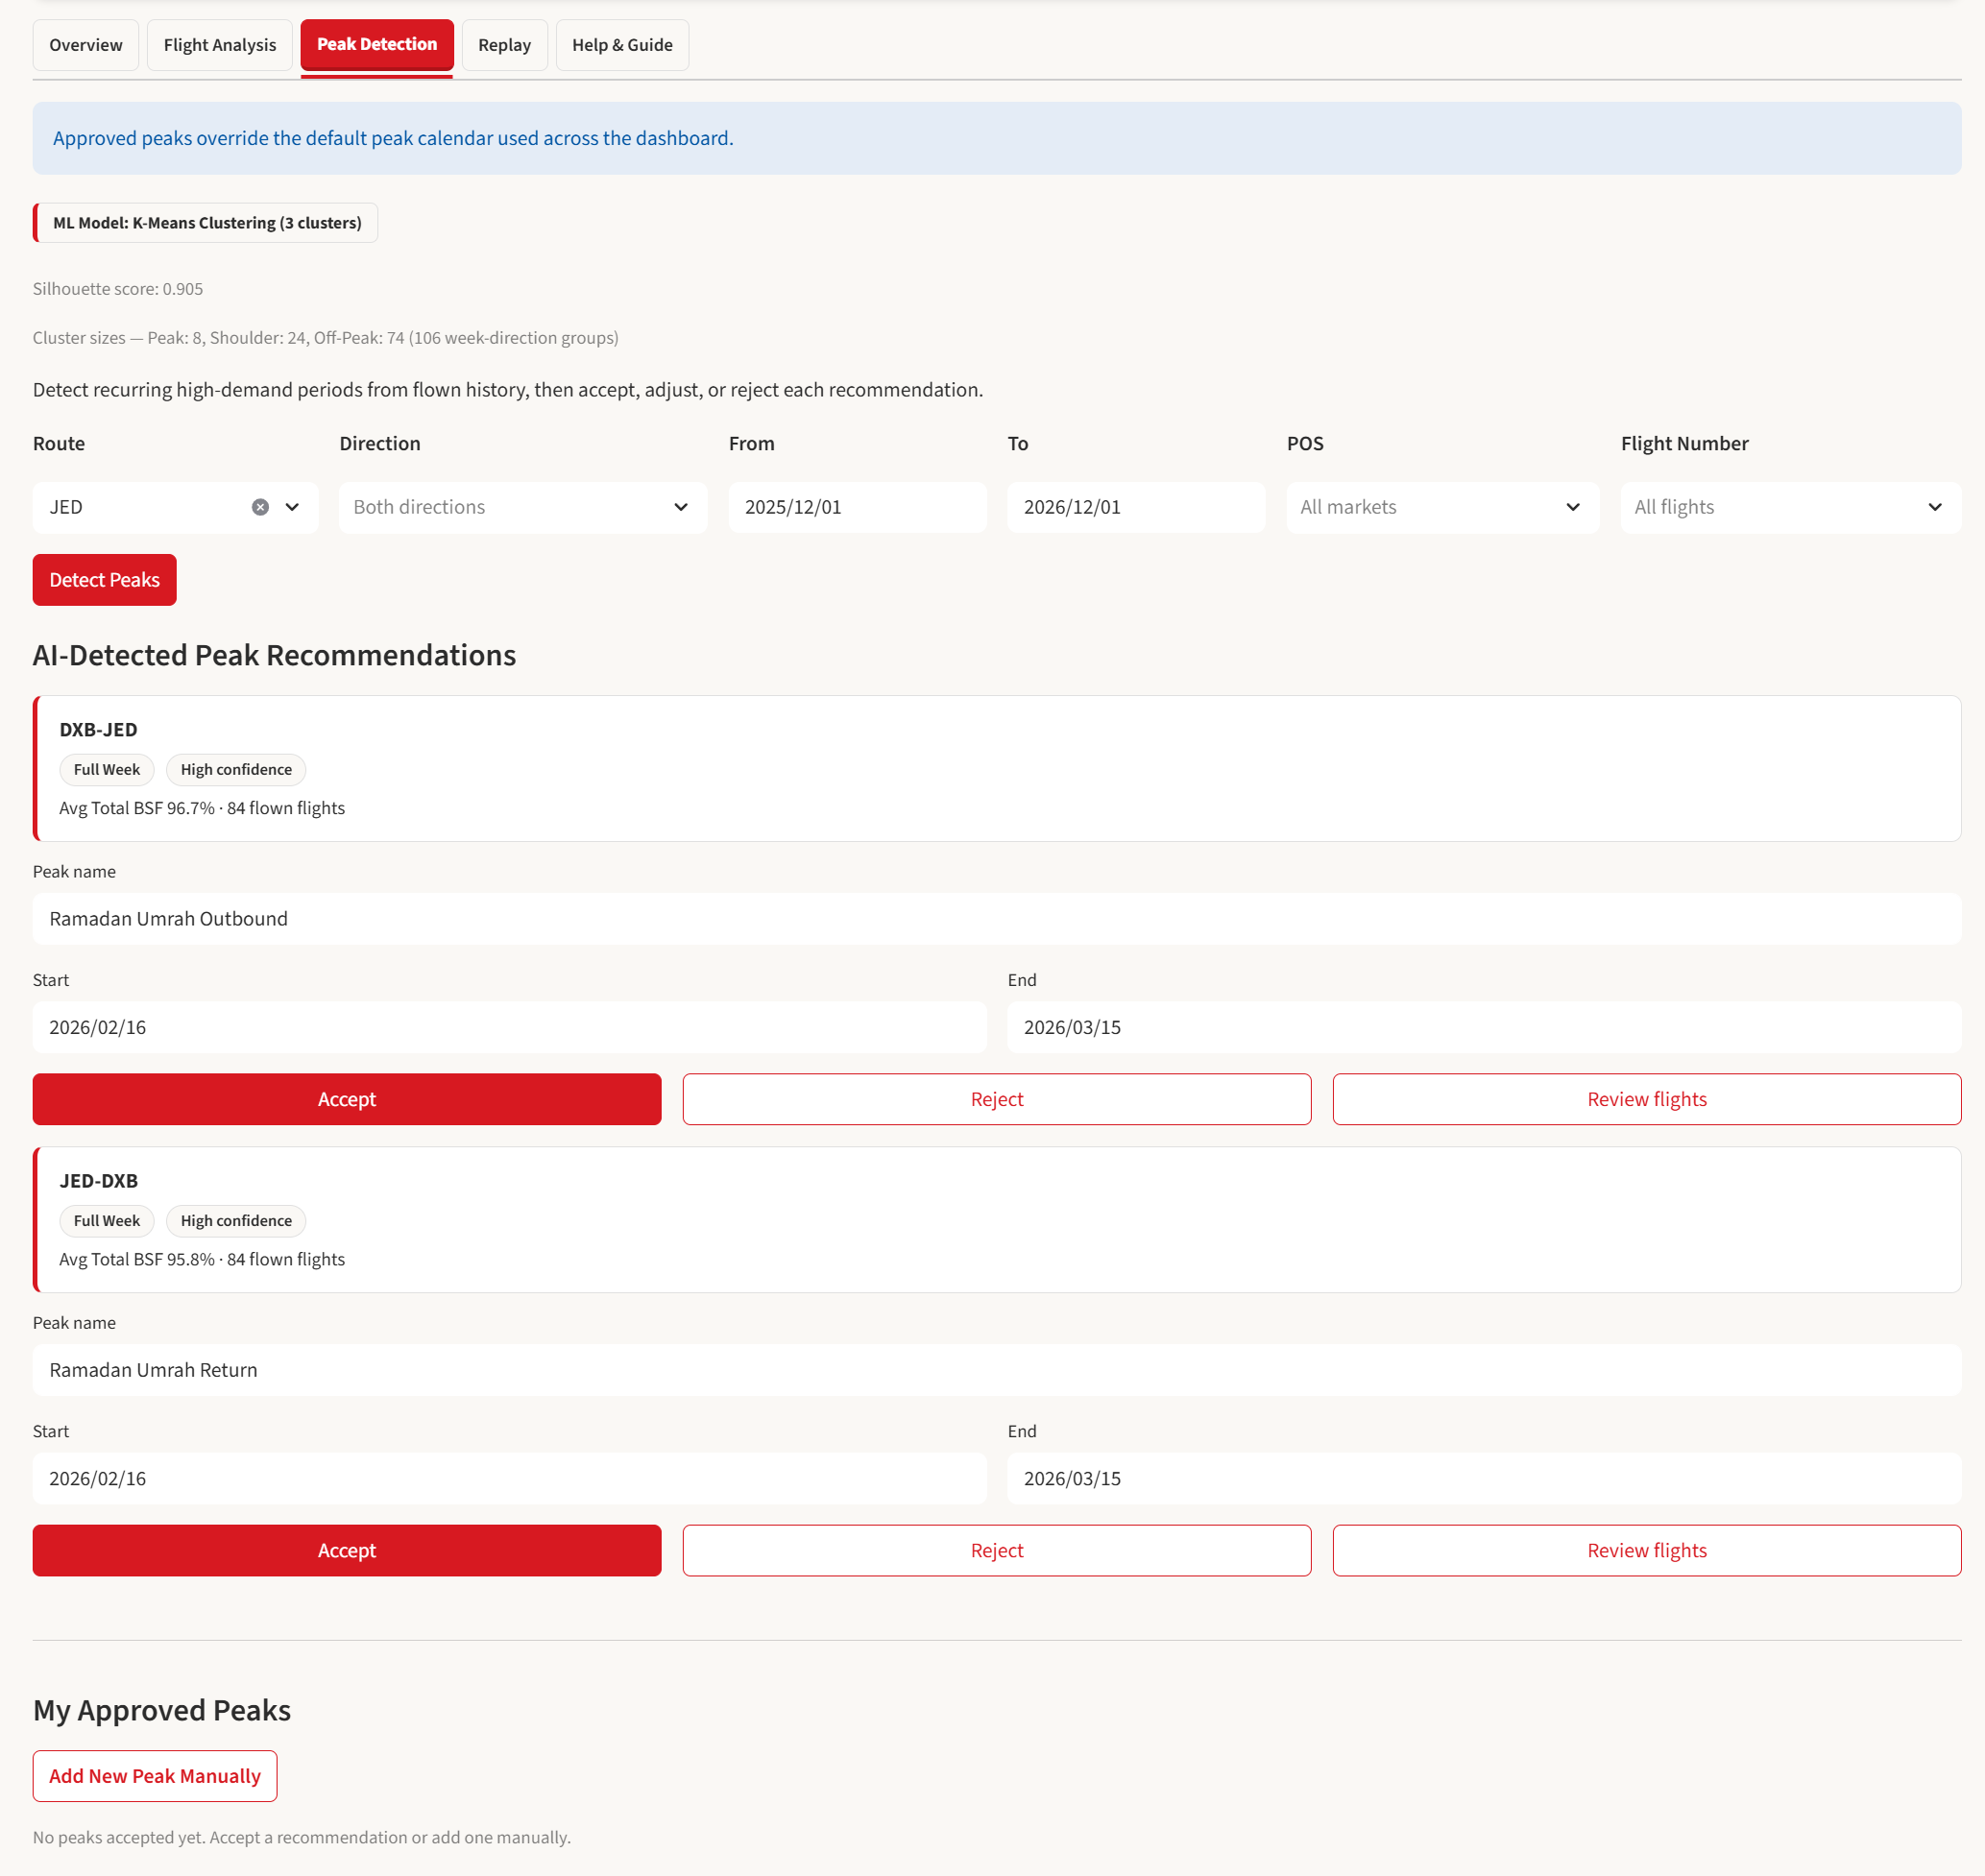 Overview Flight Analysis Peak Detection Replay Help & Guide
Approved peaks override the default peak calendar used across the dashboard.
ML Model: K-Means Clustering (3 clusters)
Silhouette score: 0.905
Cluster sizes — Peak: 8, Shoulder: 24, Off-Peak: 74 (106 week-direction groups)
Detect recurring high-demand periods from flown history, then accept, adjust, or reject each recommendation.
Route Direction From To POS Flight Number
JED Both directions 2025/12/01 2026/12/01 All markets All flights
Detect Peaks
AI-Detected Peak Recommendations
DXB-JED
Full Week High confidence
Avg Total BSF 96.7% · 84 flown flights
Peak name
Ramadan Umrah Outbound
Start End
2026/02/16 2026/03/15
Accept Reject Review flights
JED-DXB
Full Week High confidence
Avg Total BSF 95.8% · 84 flown flights
Peak name
Ramadan Umrah Return
Start End
2026/02/16 2026/03/15
Accept Reject Review flights
My Approved Peaks
Add New Peak Manually
No peaks accepted yet. Accept a recommendation or add one manually.